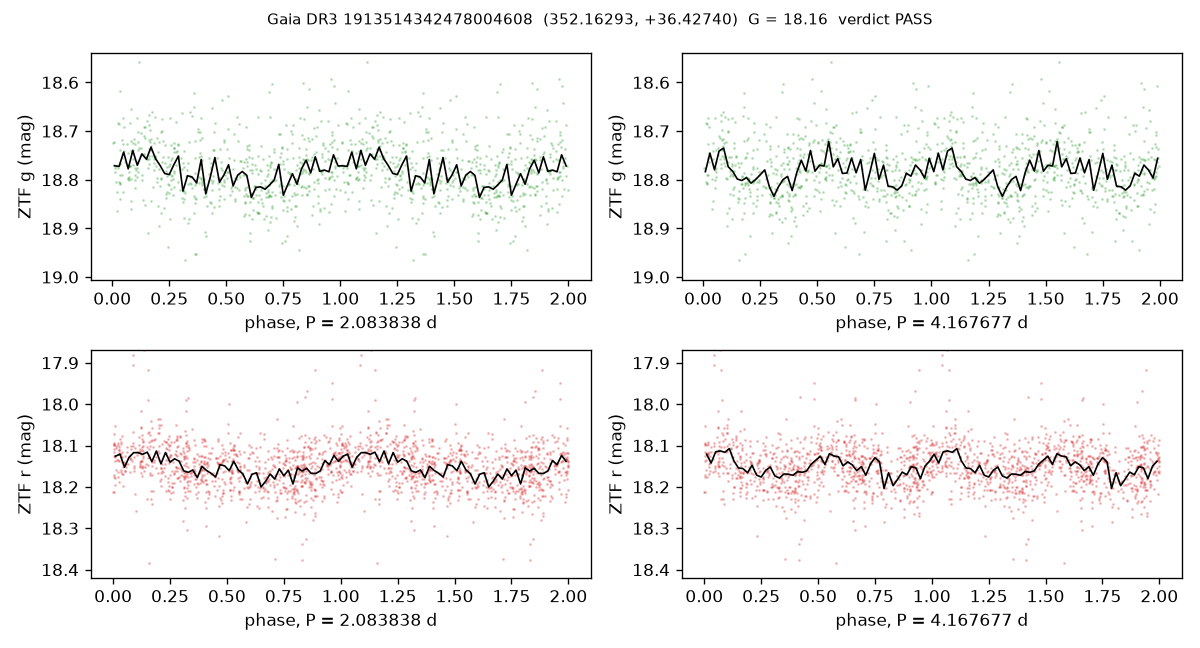 Gaia DR3 1913514342478004608 (352.16293, +36.42740) G = 18.16 verdict PASS
ZTF g (mag)
18.6
18.7
18.8
18.9
19.0
0.00 0.25 0.50 0.75 1.00 1.25 1.50 1.75 2.00
phase, P = 2.083838 d
ZTF g (mag)
18.6
18.7
18.8
18.9
19.0
0.00 0.25 0.50 0.75 1.00 1.25 1.50 1.75 2.00
phase, P = 4.167677 d
ZTF r (mag)
17.9
18.0
18.1
18.2
18.3
18.4
0.00 0.25 0.50 0.75 1.00 1.25 1.50 1.75 2.00
phase, P = 2.083838 d
ZTF r (mag)
17.9
18.0
18.1
18.2
18.3
18.4
0.00 0.25 0.50 0.75 1.00 1.25 1.50 1.75 2.00
phase, P = 4.167677 d